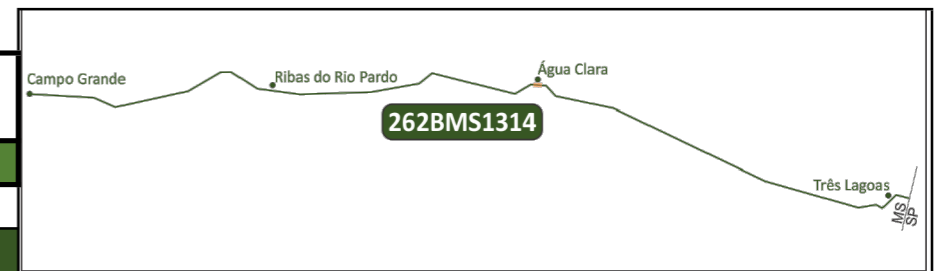 Campo Grande
Ribas do Rio Pardo
Água Clara
262BMS1314
Três Lagoas
MS
SP